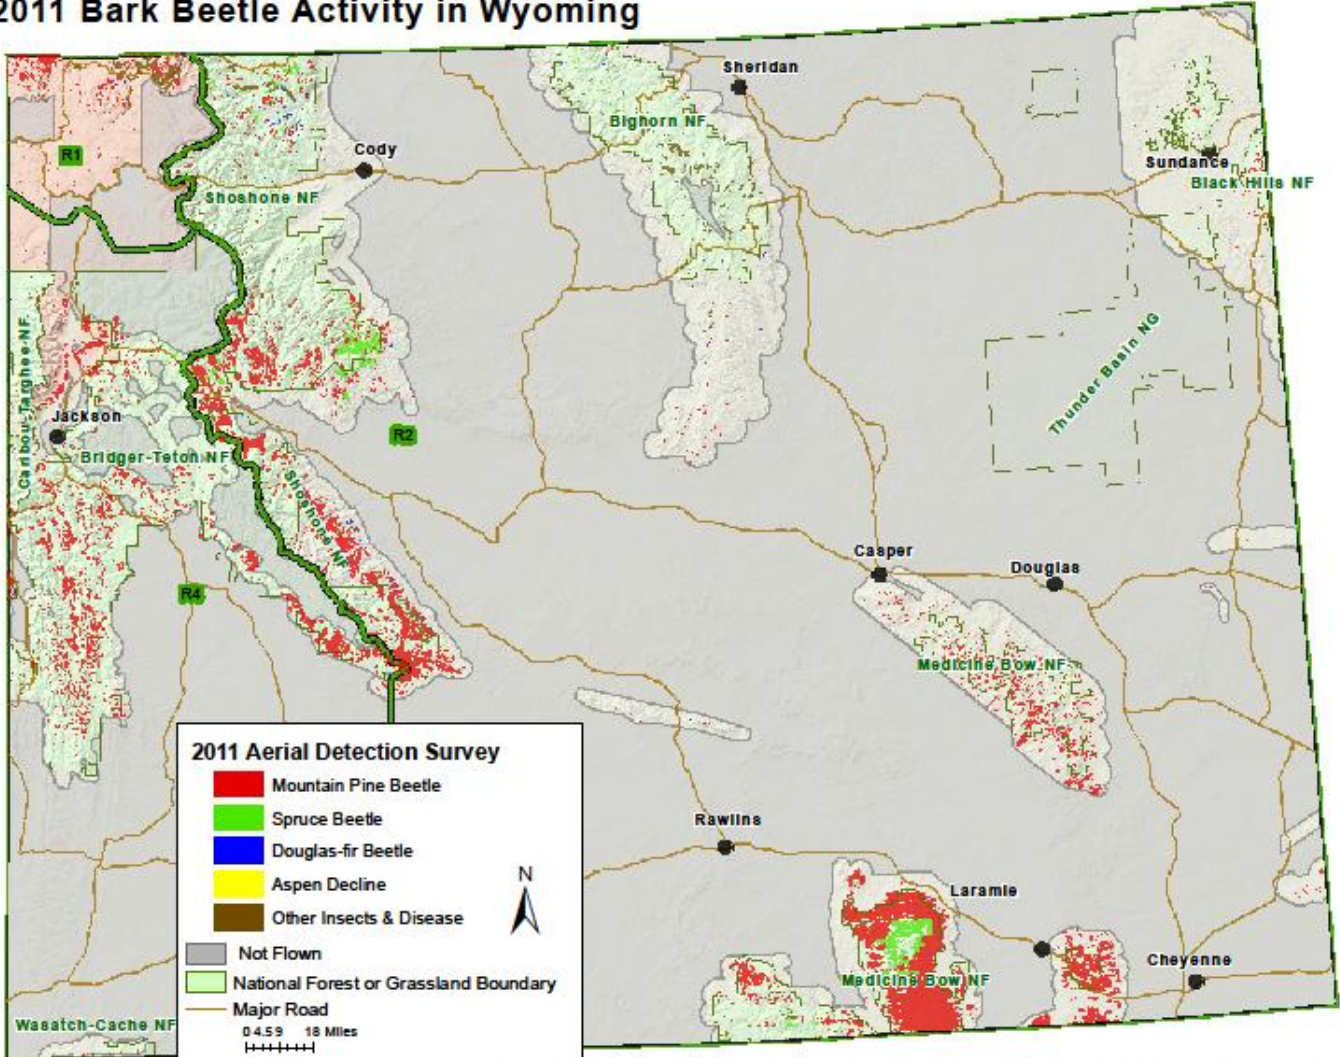 2011 Bark Beetle Activity in Wyoming
Sheridan
Bighorn NF
R1
Cody
Sundance
Black Hills NF
Shoshone NF
Thunder Basin NG
Caribou-Targhee NF
Jackson
Bridger-Teton NF
R2
Shoshone NF
Casper
Douglas
R4
Medicine Bow NF
2011 Aerial Detection Survey
Mountain Pine Beetle
Spruce Beetle
Douglas-fir Beetle
Aspen Decline
Other Insects & Disease
N
Not Flown
National Forest or Grassland Boundary
Major Road
0 4.5 9 18 Miles
Rawlins
Laramie
Medicine Bow NF
Cheyenne
Wasatch-Cache NF